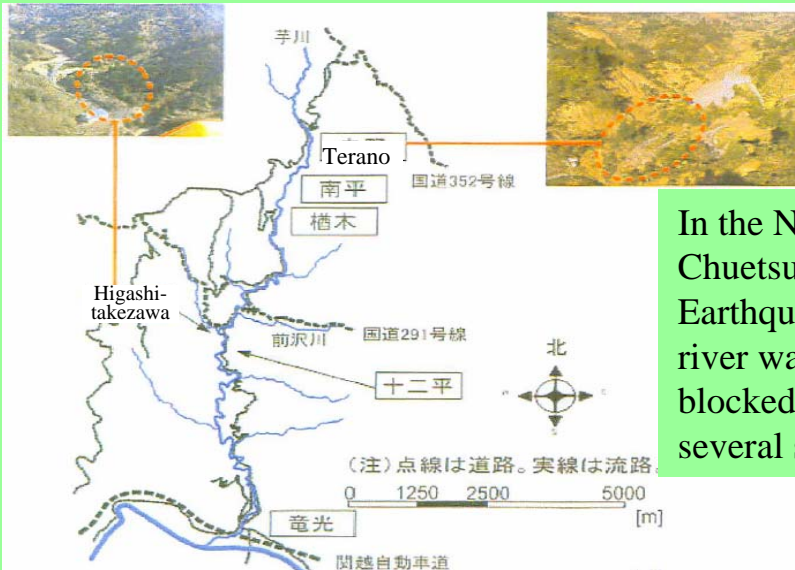 芋川
Terano
国道352号線
南平
楢木
In the N
Chuetsu
Earthqu
river wa
blocked
several s
Higashi-
takezawa
前沢川
国道291号線
北
十二平
(注)点線は道路。実線は流路。
0 1250 2500 5000
[m]
竜光
関越自動車道